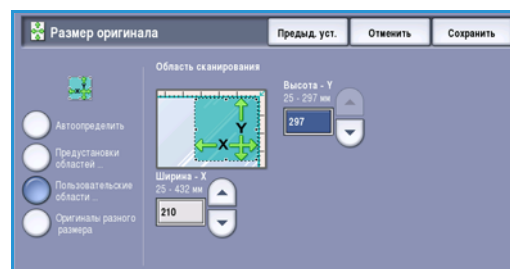 Размер оригинала
Предыд. уст.
Отменить
Сохранить
Область сканирования
Автоопределить
Предустановки
областей ...
Пользовательские
области ...
Оригиналы разного
размера
Высота - Y
25 - 297 мм
297
Y
X
Ширина - X
25 - 432 мм
210